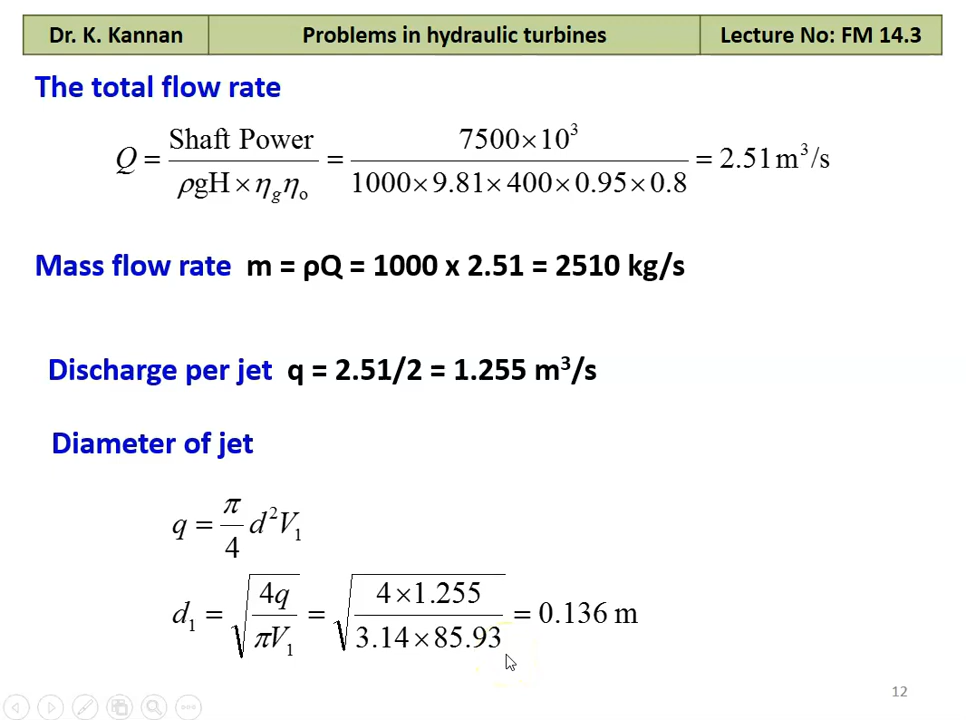 Dr. K. Kannan Problems in hydraulic turbines Lecture No: FM 14.3
The total flow rate
Q = Shaft Power / ρgH × η_g η_o = 7500×10³ / 1000×9.81×400×0.95×0.8 = 2.51 m³/s
Mass flow rate m = ρQ = 1000 x 2.51 = 2510 kg/s
Discharge per jet q = 2.51/2 = 1.255 m³/s
Diameter of jet
q = π/4 d²V₁
d₁ = √(4q / πV₁) = √(4×1.255 / 3.14×85.93) = 0.136 m
12